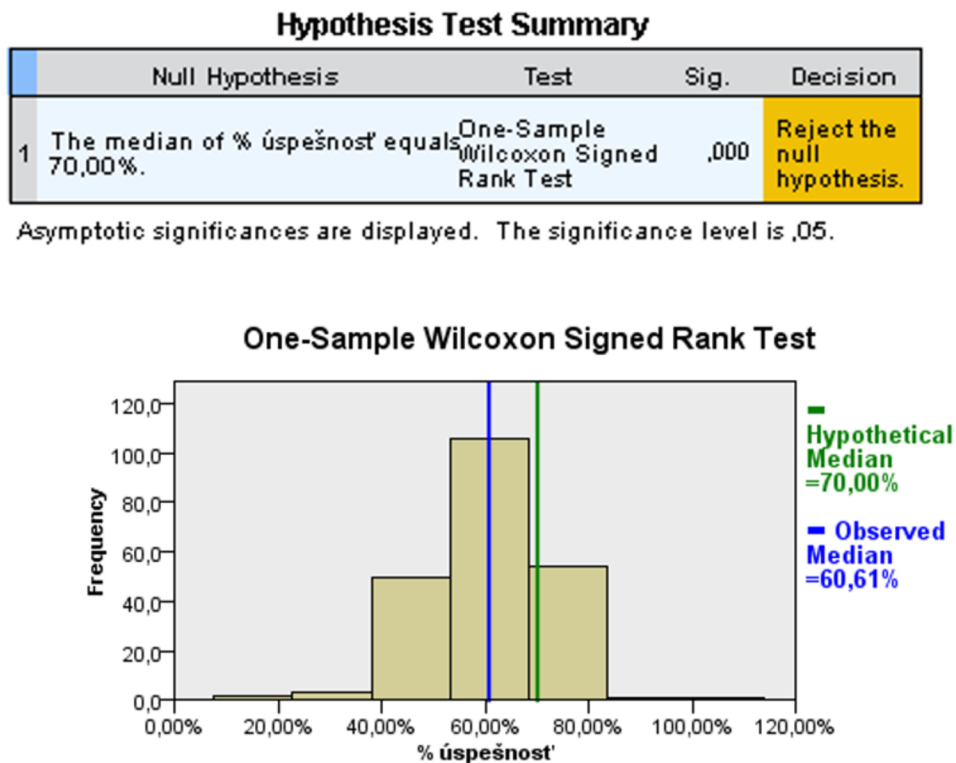 Hypothesis Test Summary
Null Hypothesis Test Sig. Decision
1 The median of % úspešnosť equals 70,00%. One-Sample Wilcoxon Signed Rank Test ,000 Reject the null hypothesis.
Asymptotic significances are displayed. The significance level is ,05.
One-Sample Wilcoxon Signed Rank Test
120,0
100,0
80,0
60,0
40,0
20,0
0,0
Frequency
0,00% 20,00% 40,00% 60,00% 80,00% 100,00% 120,00%
% úspešnosť
Hypothetical
Median
=70,00%
Observed
Median
=60,61%